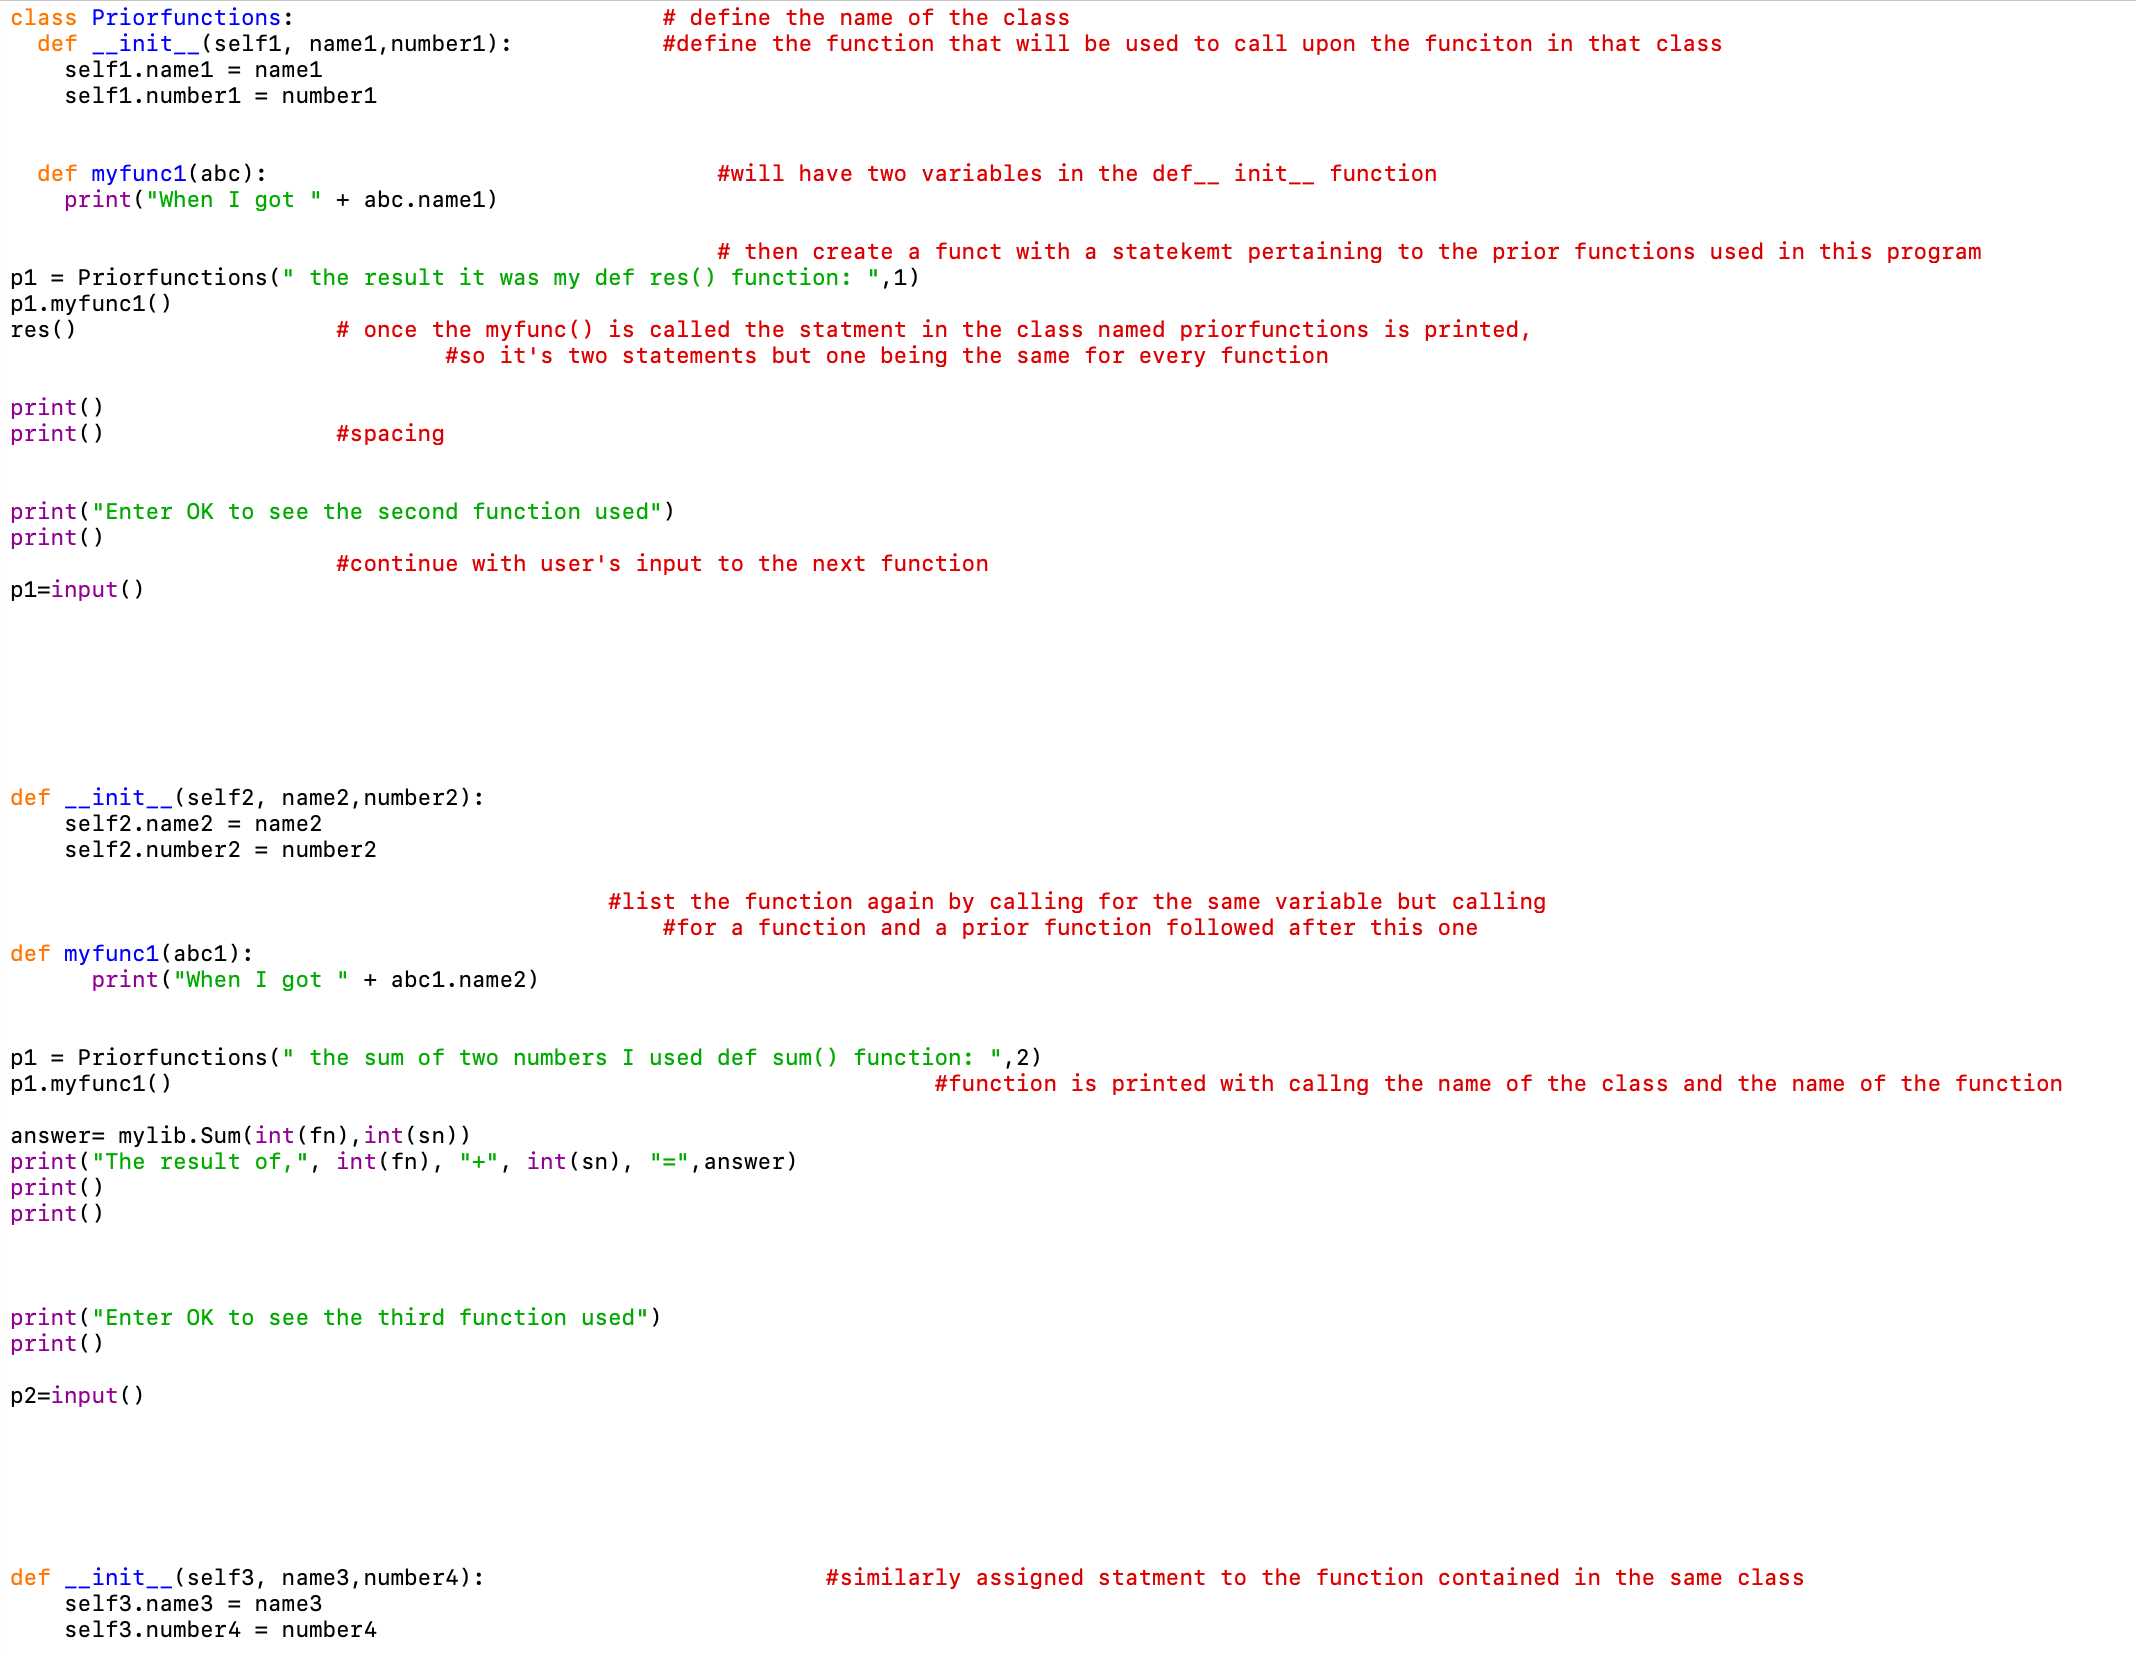 class Priorfunctions: # define the name of the class
def __init__(self1, name1,number1): #define the function that will be used to call upon the funciton in that class
self1.name1 = name1
self1.number1 = number1
def myfunc1(abc): #will have two variables in the def__ init__ function
print("When I got " + abc.name1)
# then create a funct with a statekemt pertaining to the prior functions used in this program
p1 = Priorfunctions(" the result it was my def res() function: ",1)
p1.myfunc1()
res() # once the myfunc() is called the statment in the class named priorfunctions is printed,
#so it's two statements but one being the same for every function
print()
print() #spacing
print("Enter OK to see the second function used")
print()
#continue with user's input to the next function
p1=input()
def __init__(self2, name2,number2):
self2.name2 = name2
self2.number2 = number2
#list the function again by calling for the same variable but calling
#for a function and a prior function followed after this one
def myfunc1(abc1):
print("When I got " + abc1.name2)
p1 = Priorfunctions(" the sum of two numbers I used def sum() function: ",2)
p1.myfunc1() #function is printed with callng the name of the class and the name of the function
answer= mylib.Sum(int(fn),int(sn))
print("The result of,", int(fn), "+", int(sn), "=",answer)
print()
print()
print("Enter OK to see the third function used")
print()
p2=input()
def __init__(self3, name3,number4): #similarly assigned statment to the function contained in the same class
self3.name3 = name3
self3.number4 = number4